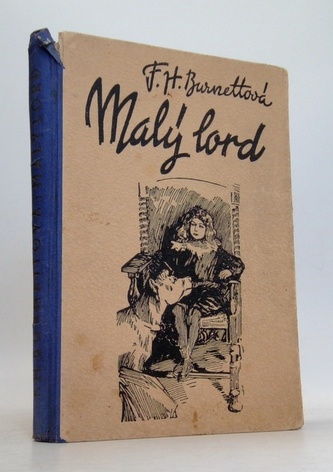 F. H. Burnettová
Malý lord